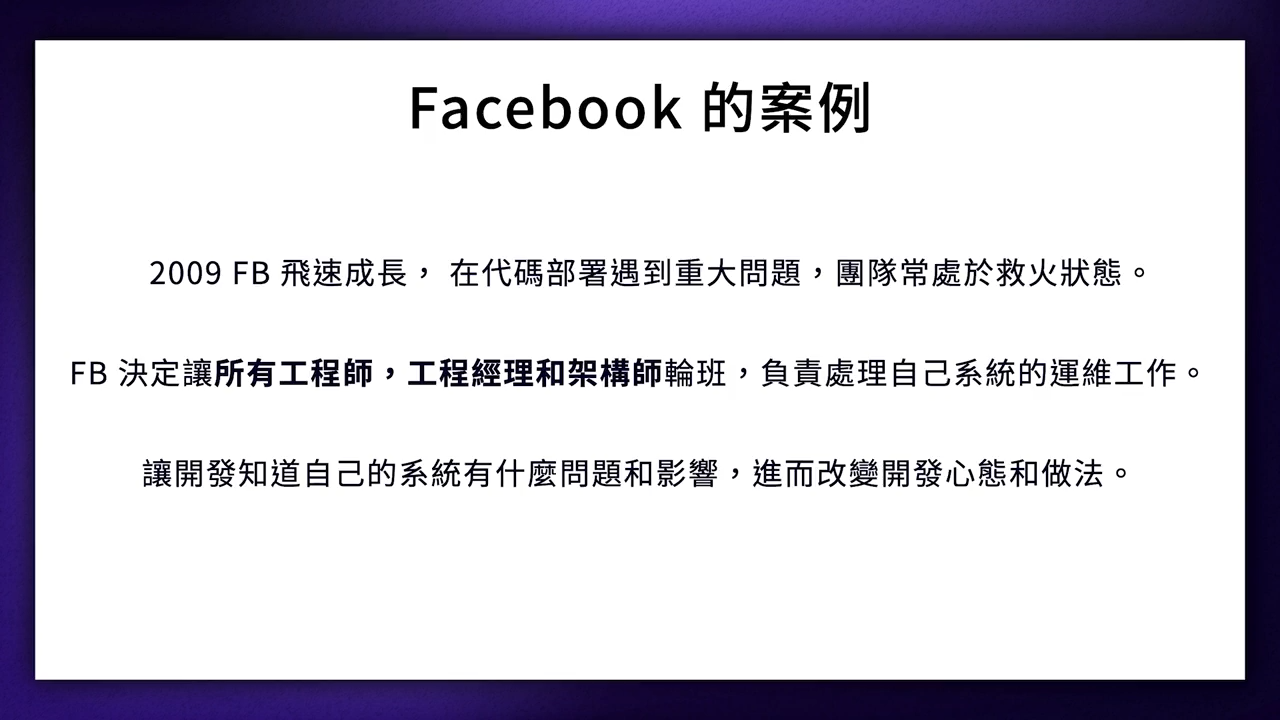 Facebook 的案例
2009 FB 飛速成長， 在代碼部署遇到重大問題，團隊常處於救火狀態。
FB 決定讓所有工程師，工程經理和架構師輪班，負責處理自己系統的運維工作。
讓開發知道自己的系統有什麼問題和影響，進而改變開發心態和做法。